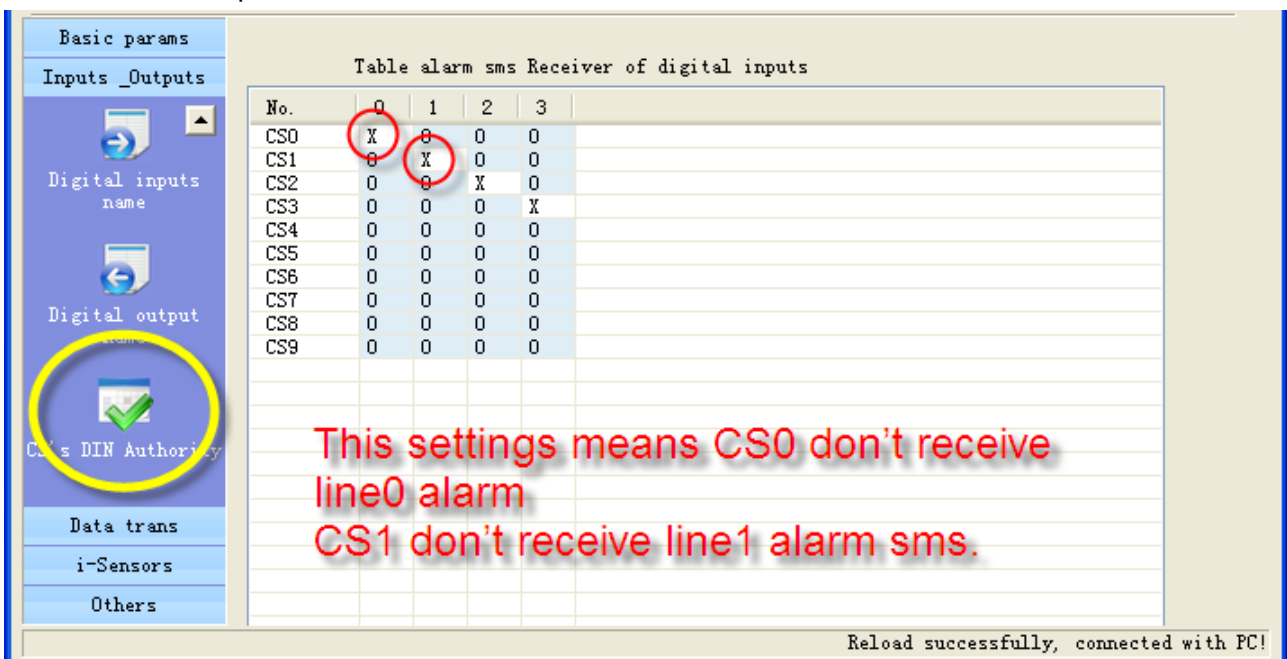 Basic params
Inputs _Outputs
Digital inputs
name
Digital output
CS's DIN Authority
Data trans
i-Sensors
Others
Table alarm sms Receiver of digital inputs
No. 0 1 2 3
CS0 X 0 0 0
CS1 0 X 0 0
CS2 0 0 X 0
CS3 0 0 0 X
CS4 0 0 0 0
CS5 0 0 0 0
CS6 0 0 0 0
CS7 0 0 0 0
CS8 0 0 0 0
CS9 0 0 0 0
This settings means CS0 don't receive
line0 alarm
CS1 don't receive line1 alarm sms.
Reload successfully, connected with PC!